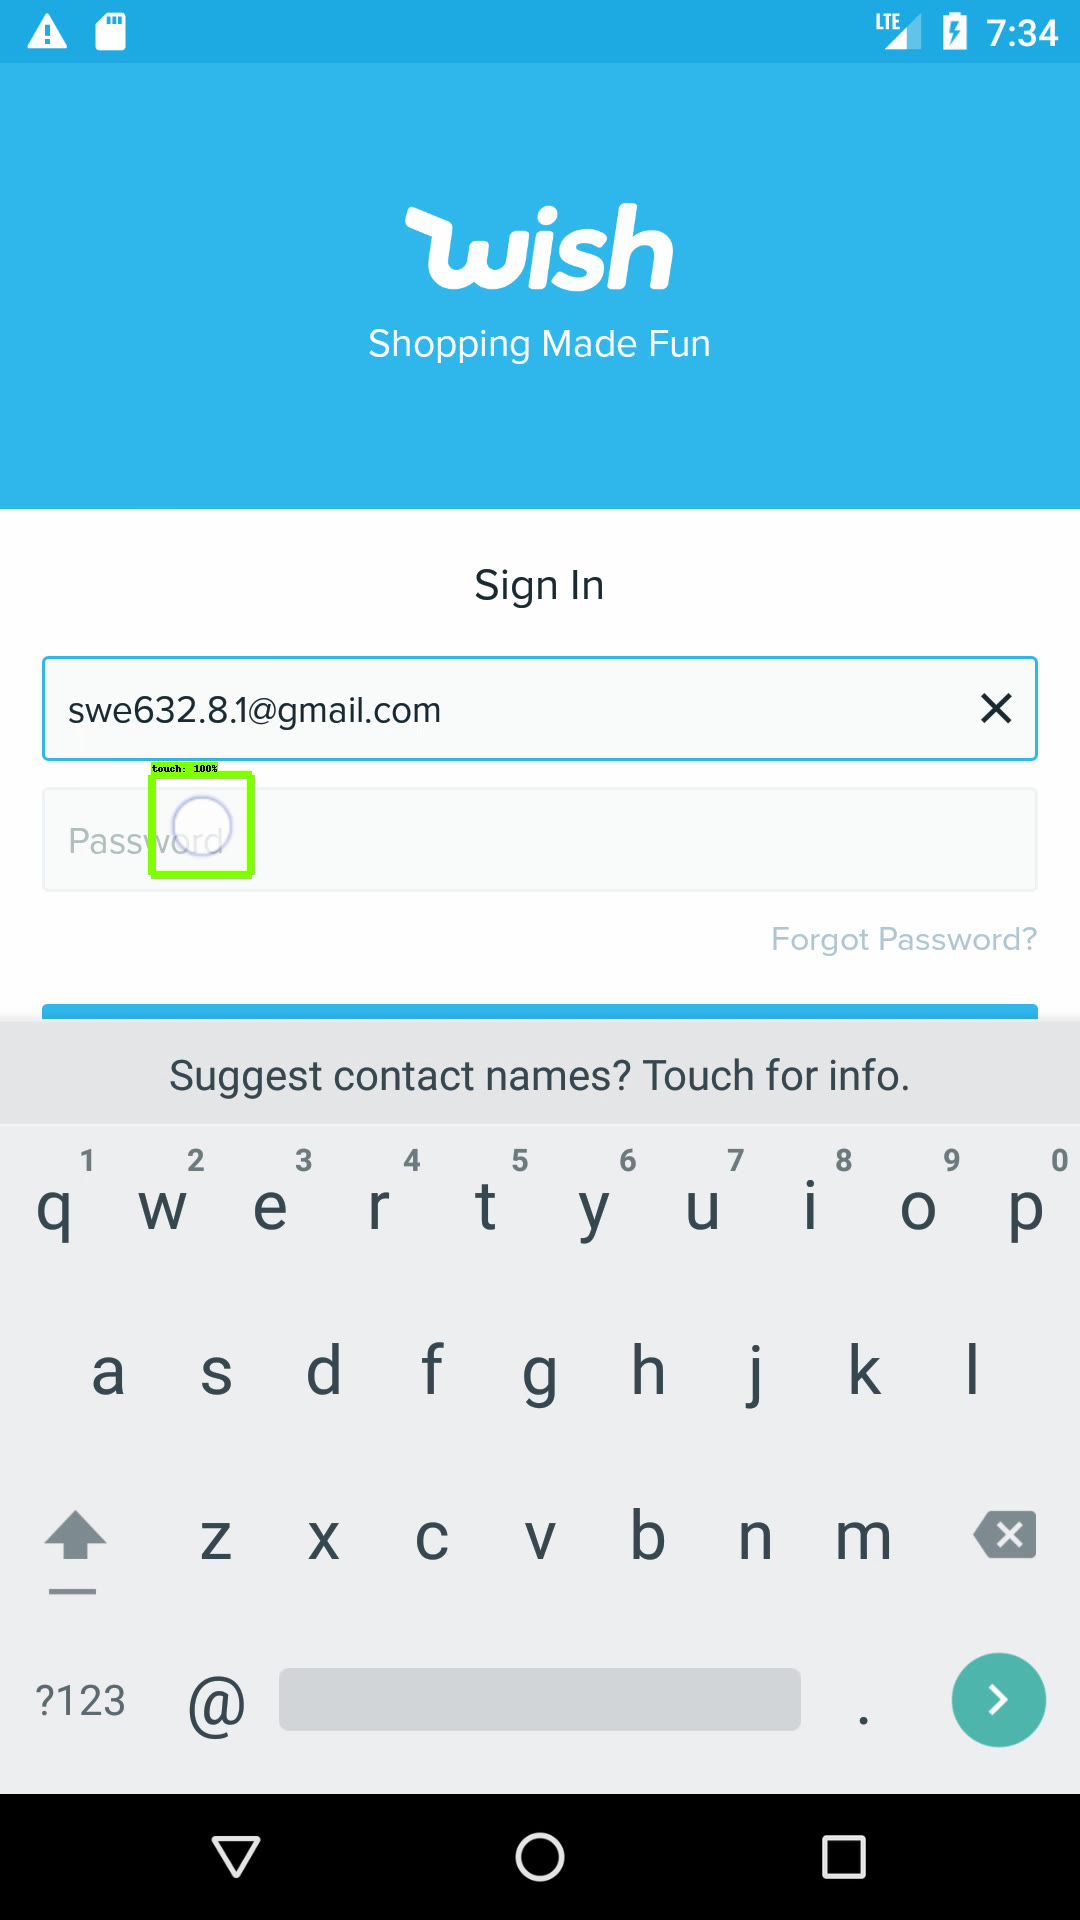 LTE 7:34
wish
Shopping Made Fun
Sign In
swe632.8.1@gmail.com
touch: 100%
Password
Forgot Password?
Suggest contact names? Touch for info.
1 2 3 4 5 6 7 8 9 0
q w e r t y u i o p
a s d f g h j k l
z x c v b n m
?123 @ .